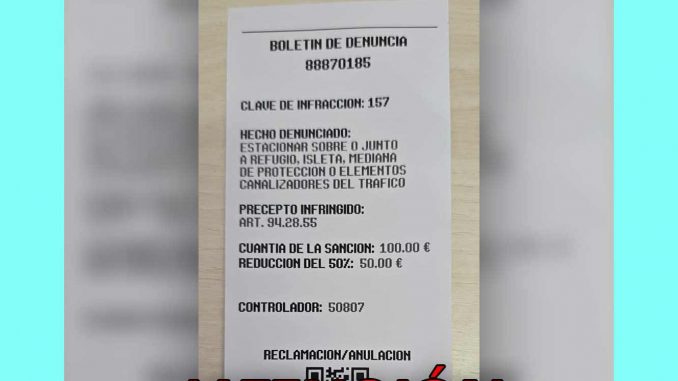 BOLETIN DE DENUNCIA
88870185
CLAVE DE INFRACCION: 157
HECHO DENUNCIADO:
ESTACIONAR SOBRE O JUNTO
A REFUGIO, ISLETA, MEDIANA
DE PROTECCION O ELEMENTOS
CANALIZADORES DEL TRAFICO
PRECEPTO INFRINGIDO:
ART. 94.28.55
CUANTIA DE LA SANCION: 100.00 €
REDUCCION DEL 50%: 50.00 €
CONTROLADOR: 50807
RECLAMACION/ANULACION